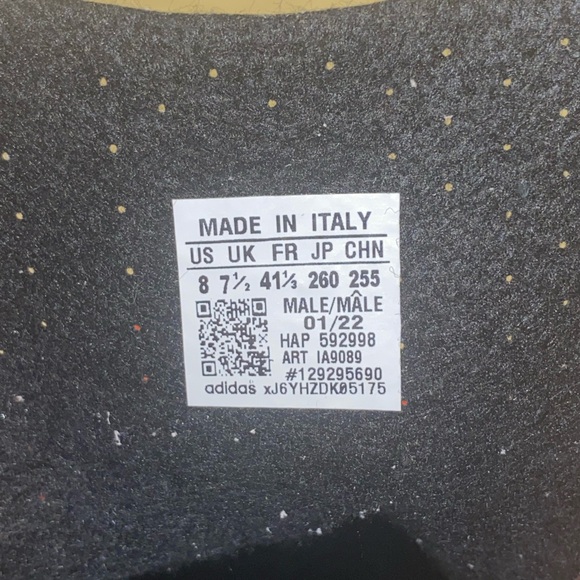 MADE IN ITALY
US UK FR JP CHN
8 7½ 41⅓ 260 255
MALE/MÂLE
01/22
HAP 592998
ART IA9089
#129295690
adidas xJ6YHZDK05175